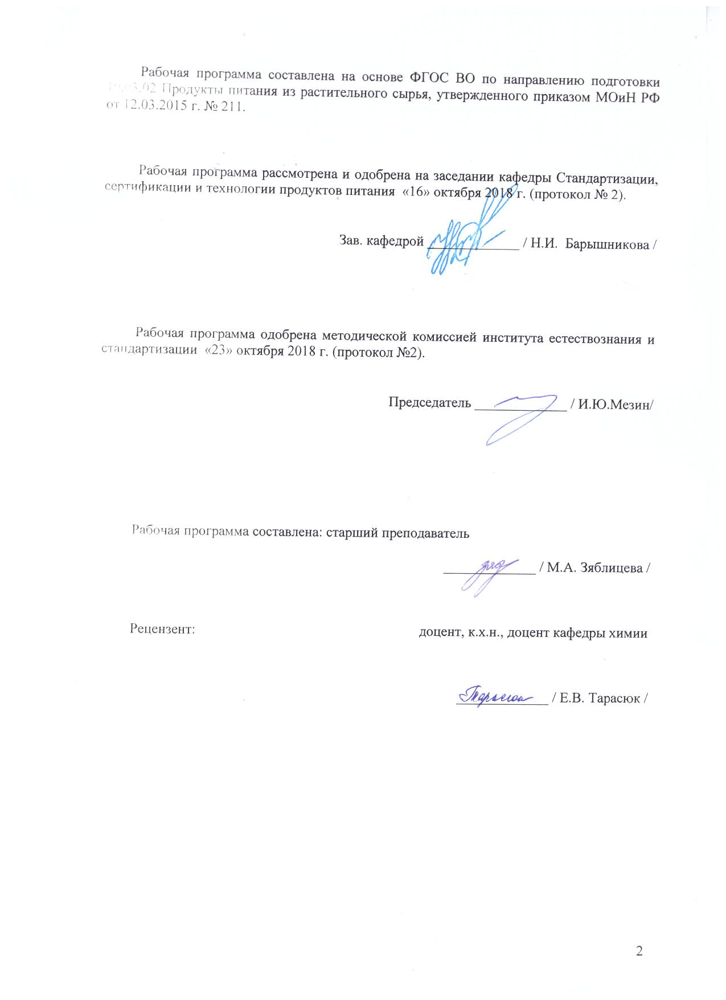 Рабочая программа составлена на основе ФГОС ВО по направлению подготовки
19.03.02 Продукты питания из растительного сырья, утвержденного приказом МОиН РФ
от 12.03.2015 г. № 211.
Рабочая программа рассмотрена и одобрена на заседании кафедры Стандартизации,
сертификации и технологии продуктов питания «16» октября 2018 г. (протокол № 2).
Зав. кафедрой _____________ / Н.И. Барышникова /
Рабочая программа одобрена методической комиссией института естествознания и
стандартизации «23» октября 2018 г. (протокол №2).
Председатель _____________ / И.Ю.Мезин/
Рабочая программа составлена: старший преподаватель
_____________ / М.А. Зяблицева /
Рецензент: доцент, к.х.н., доцент кафедры химии
_____________ / Е.В. Тарасюк /
2